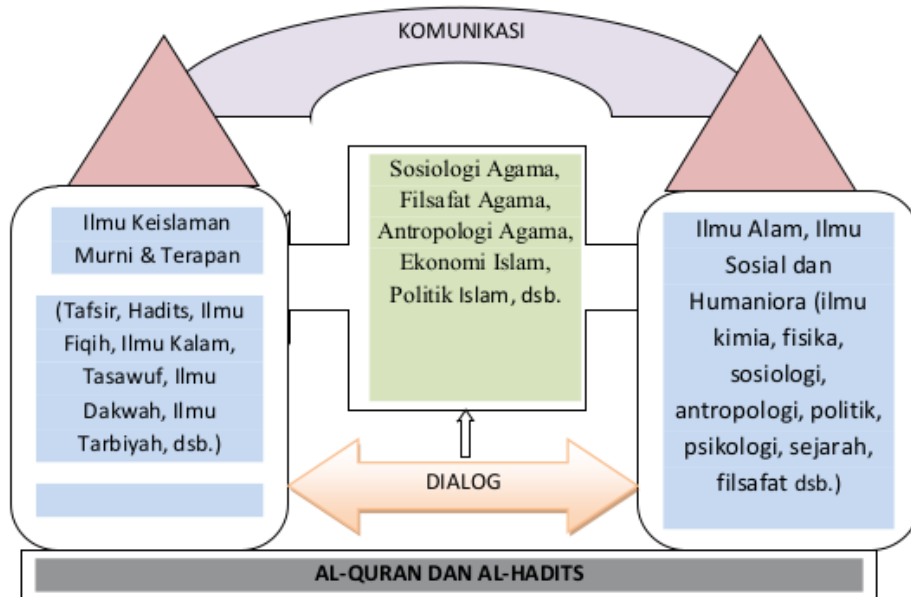 KOMUNIKASI
Ilmu Keislaman
Murni & Terapan
(Tafsir, Hadits, Ilmu
Fiqih, Ilmu Kalam,
Tasawuf, Ilmu
Dakwah, Ilmu
Tarbiyah, dsb.)
Sosiologi Agama,
Filsafat Agama,
Antropologi Agama,
Ekonomi Islam,
Politik Islam, dsb.
Ilmu Alam, Ilmu
Sosial dan
Humaniora (ilmu
kimia, fisika,
sosiologi,
antropologi, politik,
psikologi, sejarah,
filsafat dsb.)
DIALOG
AL-QURAN DAN AL-HADITS